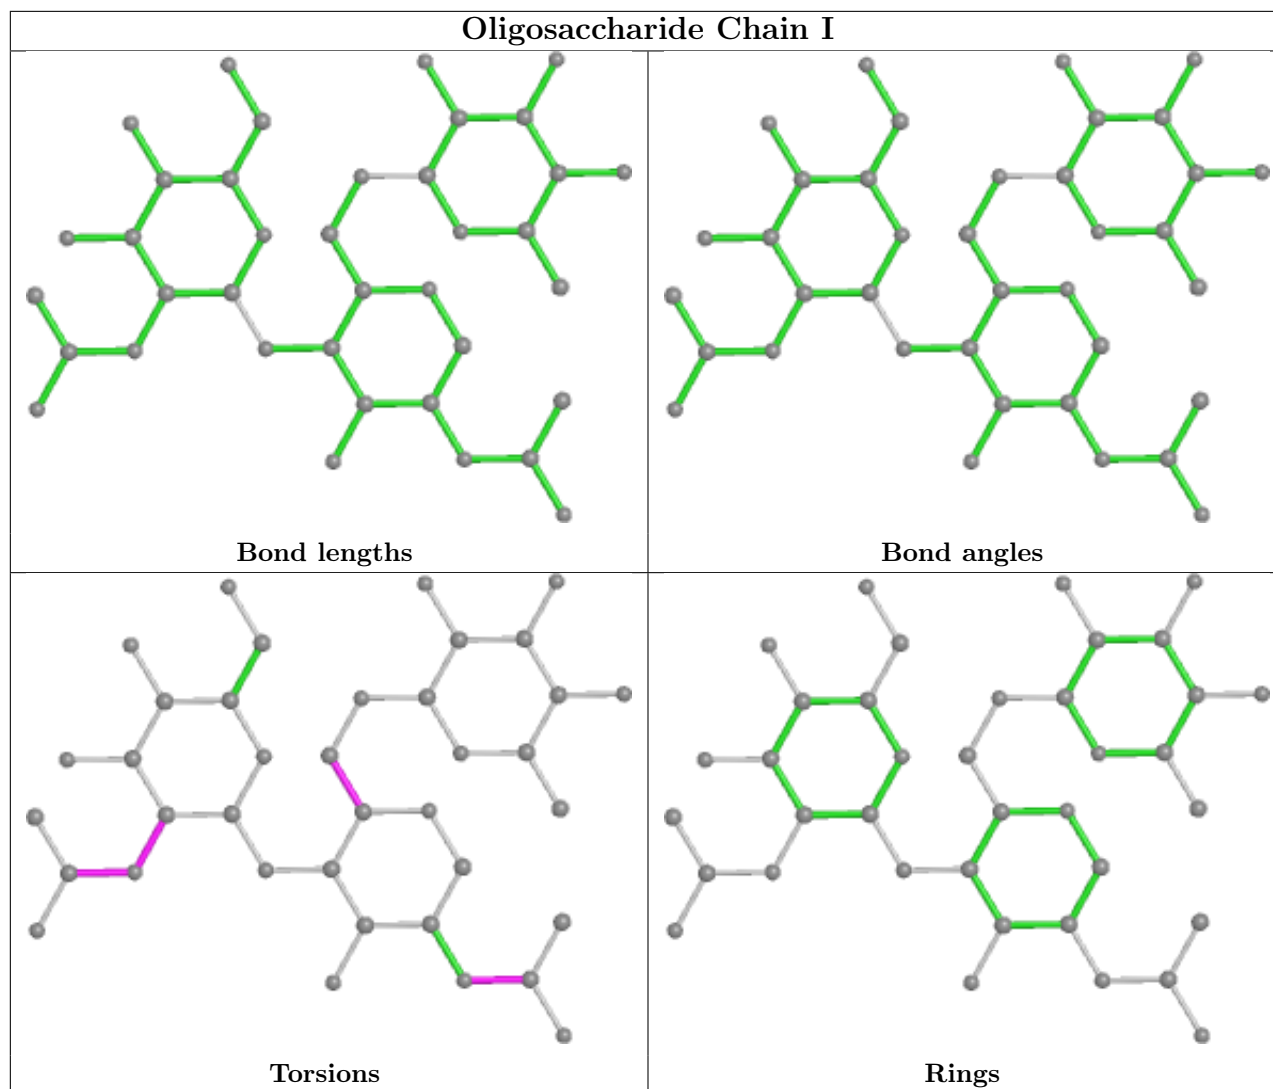 Oligosaccharide Chain I
Bond lengths
Bond angles
Torsions
Rings